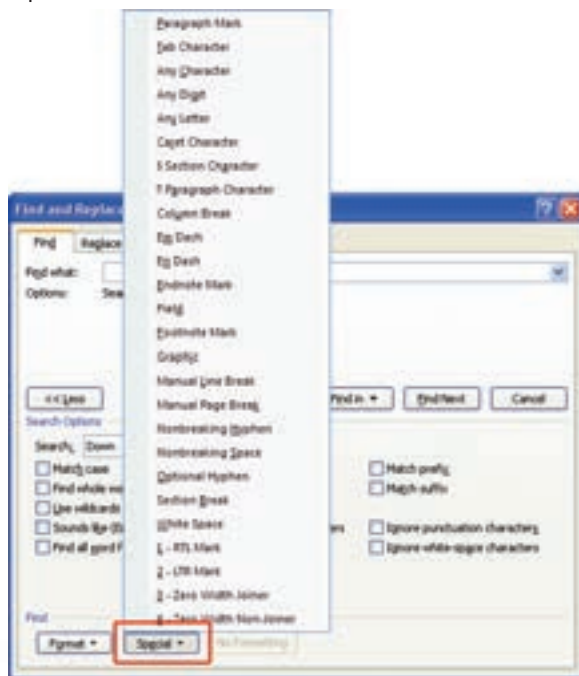 Paragraph Mark
Tab Character
Any Character
Any Digit
Any Letter
Caret Character
§ Section Character
¶ Paragraph Character
Column Break
Em Dash
En Dash
Endnote Mark
Field
Footnote Mark
Graphic
Manual Line Break
Manual Page Break
Nonbreaking Hyphen
Nonbreaking Space
Optional Hyphen
Section Break
White Space
1 - RTL Mark
2 - LTR Mark
3 - Zero Width Joiner
4 - Zero Width Non-Joiner
Find and Replace
Find Replace
Find what:
Options:
<< Less Find in Find Next Cancel
Search Options
Search: Down
Match case Match prefix
Find whole Match suffix
Use wildcards
Sounds like Ignore punctuation characters
Find all word Ignore white-space characters
Find
Format Special No Formatting